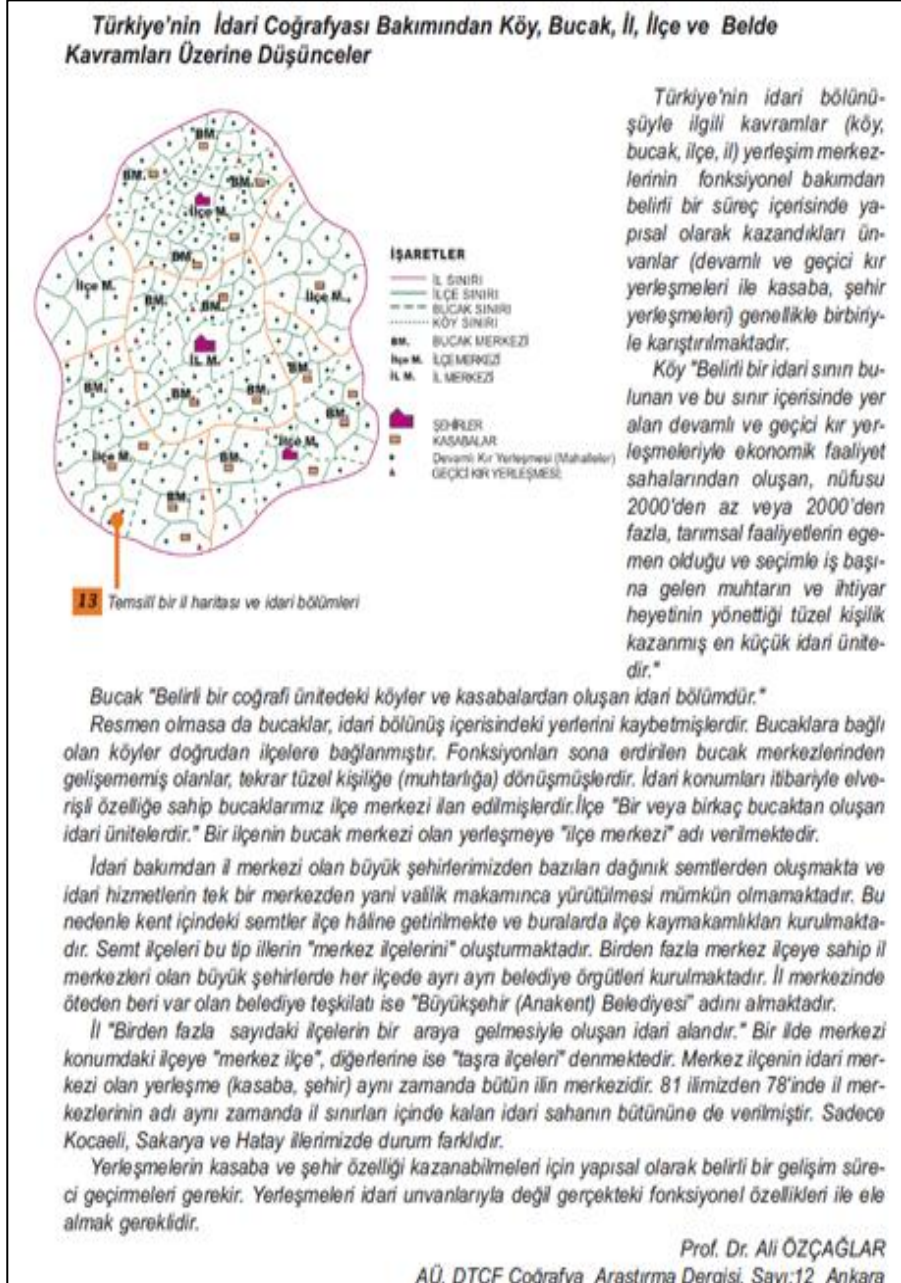 Türkiye'nin İdari Coğrafyası Bakımından Köy, Bucak, İl, İlçe ve Belde
Kavramları Üzerine Düşünceler
BM.
BM.
BM.
İlçe M.
BM.
İlçe M.
BM.
BM.
İlçe M.
İL M.
BM.
BM.
BM.
BM.
BM.
İlçe M.
İlçe M.
BM.
BM.
İŞARETLER
İL SINIRI
İLÇE SINIRI
BUCAK SINIRI
KÖY SINIRI
BM. BUCAK MERKEZİ
İlçe M. İLÇE MERKEZİ
İL M. İL MERKEZİ
ŞEHİRLER
KASABALAR
Devamlı Kır Yerleşmesi (Mahalleler)
GEÇİCİ KIR YERLEŞMESİ
13 Temsilî bir il haritası ve idari bölümleri
Türkiye'nin idari bölünü-
şüyle ilgili kavramlar (köy,
bucak, ilçe, il) yerleşim merkez-
lerinin fonksiyonel bakımdan
belirli bir süreç içerisinde ya-
pısal olarak kazandıkları ün-
vanlar (devamlı ve geçici kır
yerleşmeleri ile kasaba, şehir
yerleşmeleri) genellikle birbiriy-
le karıştırılmaktadır.
Köy "Belirli bir idari sınırı bu-
lunan ve bu sınır içerisinde yer
alan devamlı ve geçici kır yer-
leşmeleriyle ekonomik faaliyet
sahalarından oluşan, nüfusu
2000'den az veya 2000'den
fazla, tarımsal faaliyetlerin ege-
men olduğu ve seçimle iş başı-
na gelen muhtarın ve ihtiyar
heyetinin yönettiği tüzel kişilik
kazanmış en küçük idari ünite-
dir."
Bucak "Belirli bir coğrafi ünitedeki köyler ve kasabalardan oluşan idari bölümdür."
Resmen olmasa da bucaklar, idari bölünüş içerisindeki yerlerini kaybetmişlerdir. Bucaklara bağlı
olan köyler doğrudan ilçelere bağlanmıştır. Fonksiyonları sona erdirilen bucak merkezlerinden
gelişememiş olanlar, tekrar tüzel kişiliğe (muhtarlığa) dönüşmüşlerdir. İdari konumları itibariyle elve-
rişli özelliğe sahip bucaklarımız ilçe merkezi ilan edilmişlerdir.İlçe "Bir veya birkaç bucaktan oluşan
idari ünitelerdir." Bir ilçenin bucak merkezi olan yerleşmeye "ilçe merkezi" adı verilmektedir.
İdari bakımdan il merkezi olan büyük şehirlerimizden bazıları dağınık semtlerden oluşmakta ve
idari hizmetlerin tek bir merkezden yani valilik makamınca yürütülmesi mümkün olmamaktadır. Bu
nedenle kent içindeki semtler ilçe hâline getirilmekte ve buralarda ilçe kaymakamlıkları kurulmakta-
dır. Semt ilçeleri bu tip illerin "merkez ilçelerini" oluşturmaktadır. Birden fazla merkez ilçeye sahip il
merkezleri olan büyük şehirlerde her ilçede ayrı ayrı belediye örgütleri kurulmaktadır. İl merkezinde
öteden beri var olan belediye teşkilatı ise "Büyükşehir (Anakent) Belediyesi" adını almaktadır.
İl "Birden fazla sayıdaki ilçelerin bir araya gelmesiyle oluşan idari alandır." Bir ilde merkezi
konumdaki ilçeye "merkez ilçe", diğerlerine ise "taşra ilçeleri" denmektedir. Merkez ilçenin idari mer-
kezi olan yerleşme (kasaba, şehir) aynı zamanda bütün ilin merkezidir. 81 ilimizden 78'inde il mer-
kezlerinin adı aynı zamanda il sınırları içinde kalan idari sahanın bütününe de verilmiştir. Sadece
Kocaeli, Sakarya ve Hatay illerimizde durum farklıdır.
Yerleşmelerin kasaba ve şehir özelliği kazanabilmeleri için yapısal olarak belirli bir gelişim süre-
ci geçirmeleri gerekir. Yerleşmeleri idari unvanlarıyla değil gerçekteki fonksiyonel özellikleri ile ele
almak gereklidir.
Prof. Dr. Ali ÖZÇAĞLAR
AÜ. DTCF Coğrafya Araştırma Dergisi, Sayı:12 Ankara